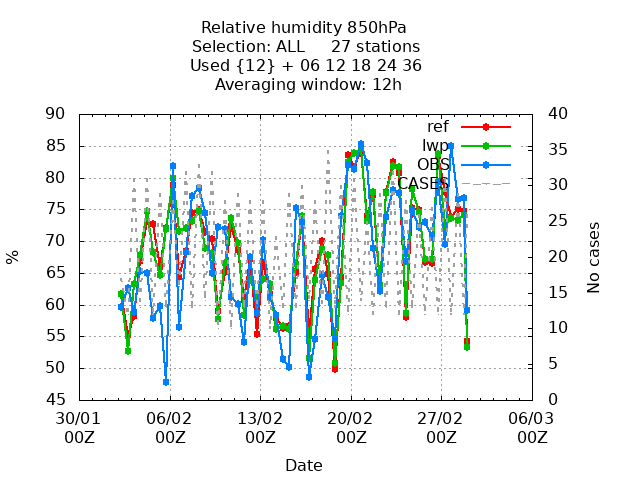 Relative humidity 850hPa
Selection: ALL 27 stations
Used {12} + 06 12 18 24 36
Averaging window: 12h
90
85
80
75
70
65
60
55
50
45
%
40
35
30
25
20
15
10
5
0
No cases
ref
lwp
OBS
CASES
30/01 06/02 13/02 20/02 27/02 06/03
00Z 00Z 00Z 00Z 00Z 00Z
Date